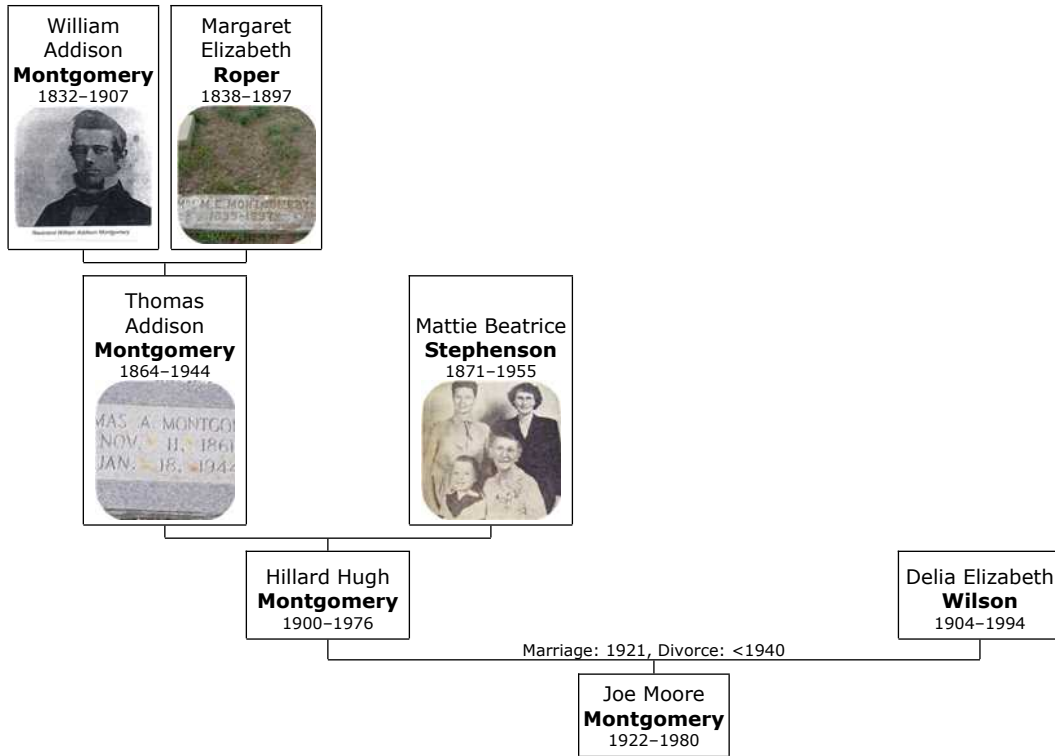 William
Addison
Montgomery
1832–1907
Reverend William Addison Montgomery
Margaret
Elizabeth
Roper
1838–1897
M.E. MONTGOMERY
Thomas
Addison
Montgomery
1864–1944
MAS A. MONTGO
NOV. 11, 1861
JAN. 18, 1944
Mattie Beatrice
Stephenson
1871–1955
Hillard Hugh
Montgomery
1900–1976
Delia Elizabeth
Wilson
1904–1994
Marriage: 1921, Divorce: <1940
Joe Moore
Montgomery
1922–1980